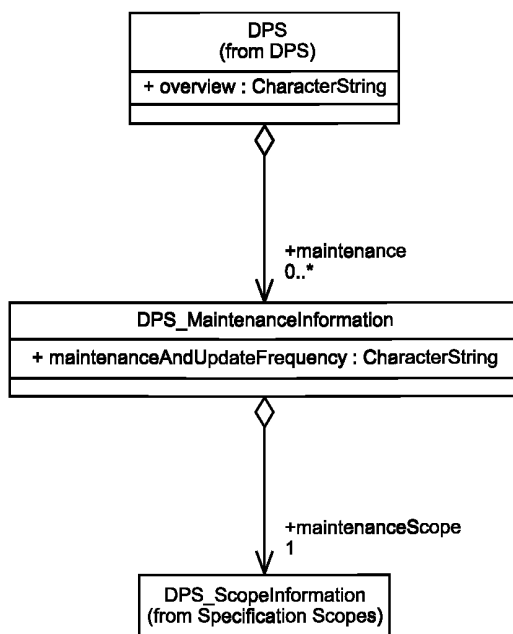 DPS
(from DPS)
+ overview : CharacterString
+maintenance
0..*
DPS_MaintenanceInformation
+ maintenanceAndUpdateFrequency : CharacterString
+maintenanceScope
1
DPS_ScopeInformation
(from Specification Scopes)